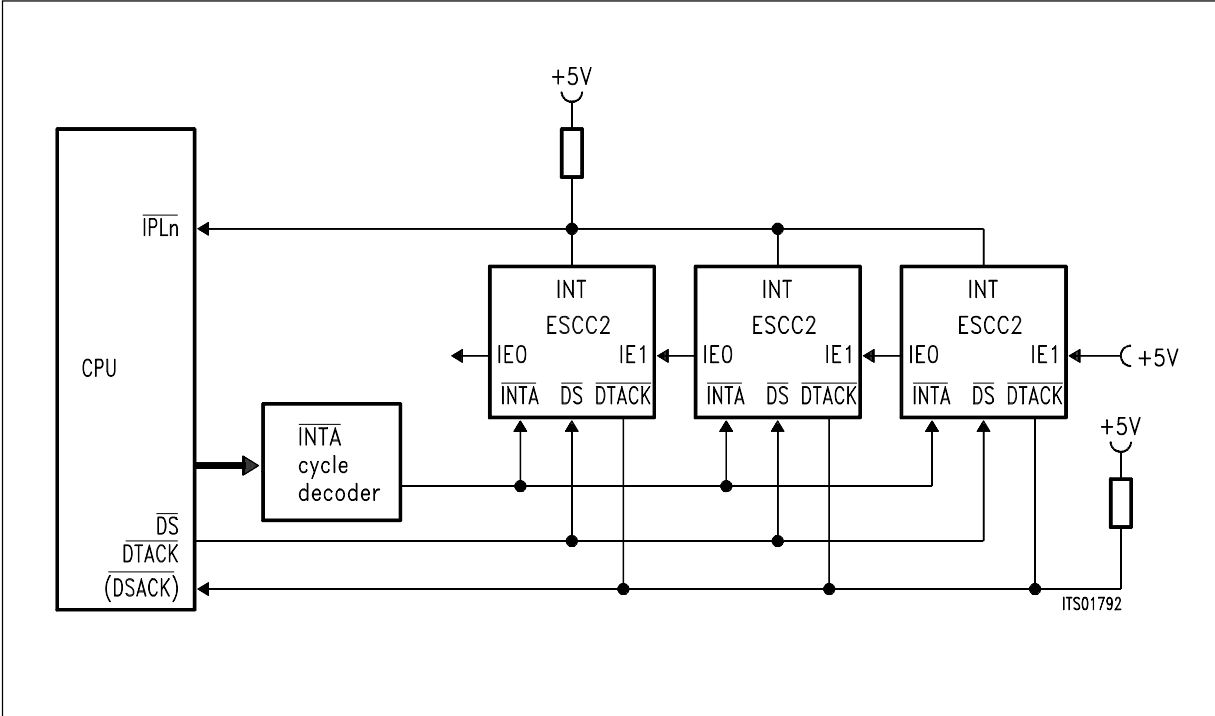 +5V
IPLn
INT
INT
INT
ESCC2
ESCC2
ESCC2
IE0
IE1
IE0
IE1
IE0
IE1
+5V
CPU
INTA
DS
DTACK
INTA
DS
DTACK
INTA
DS
DTACK
+5V
INTA
cycle
decoder
DS
DTACK
(DSACK)
ITS01792